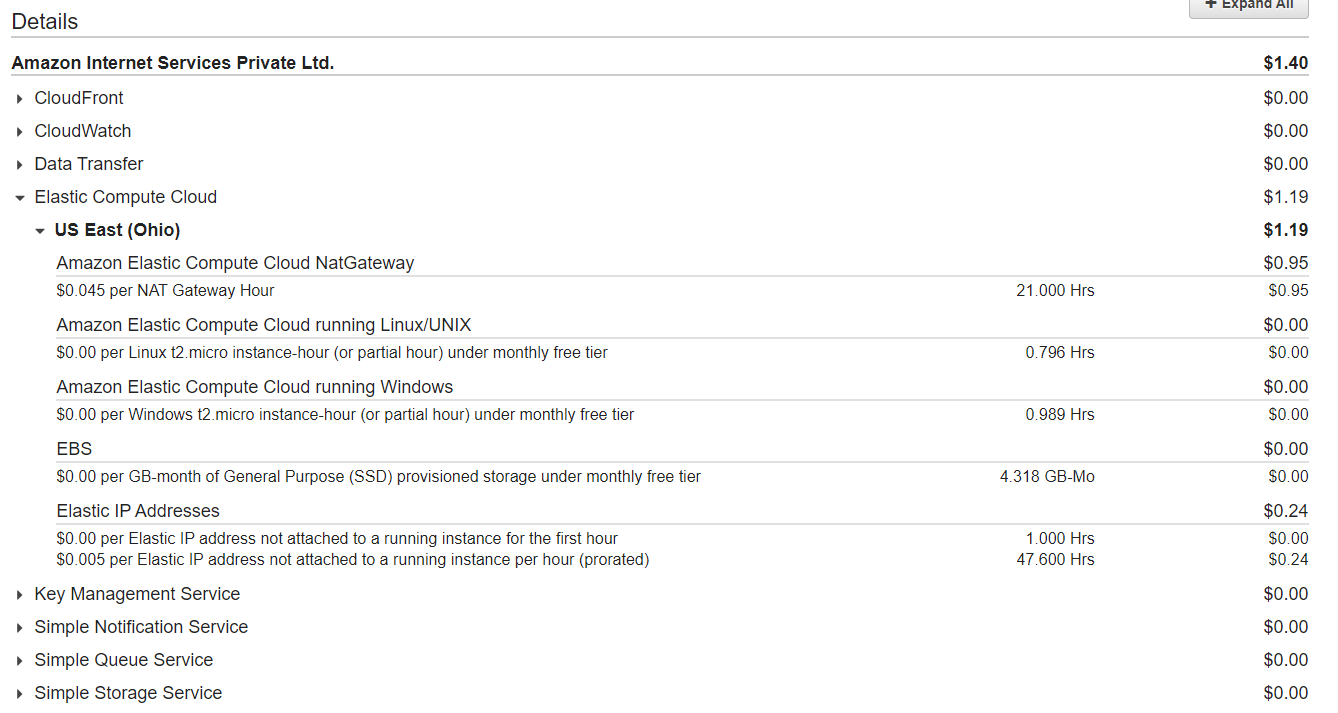 Expand All
Details
Amazon Internet Services Private Ltd. $1.40
CloudFront $0.00
CloudWatch $0.00
Data Transfer $0.00
Elastic Compute Cloud $1.19
US East (Ohio) $1.19
Amazon Elastic Compute Cloud NatGateway $0.95
$0.045 per NAT Gateway Hour 21.000 Hrs $0.95
Amazon Elastic Compute Cloud running Linux/UNIX $0.00
$0.00 per Linux t2.micro instance-hour (or partial hour) under monthly free tier 0.796 Hrs $0.00
Amazon Elastic Compute Cloud running Windows $0.00
$0.00 per Windows t2.micro instance-hour (or partial hour) under monthly free tier 0.989 Hrs $0.00
EBS $0.00
$0.00 per GB-month of General Purpose (SSD) provisioned storage under monthly free tier 4.318 GB-Mo $0.00
Elastic IP Addresses $0.24
$0.00 per Elastic IP address not attached to a running instance for the first hour 1.000 Hrs $0.00
$0.005 per Elastic IP address not attached to a running instance per hour (prorated) 47.600 Hrs $0.24
Key Management Service $0.00
Simple Notification Service $0.00
Simple Queue Service $0.00
Simple Storage Service $0.00